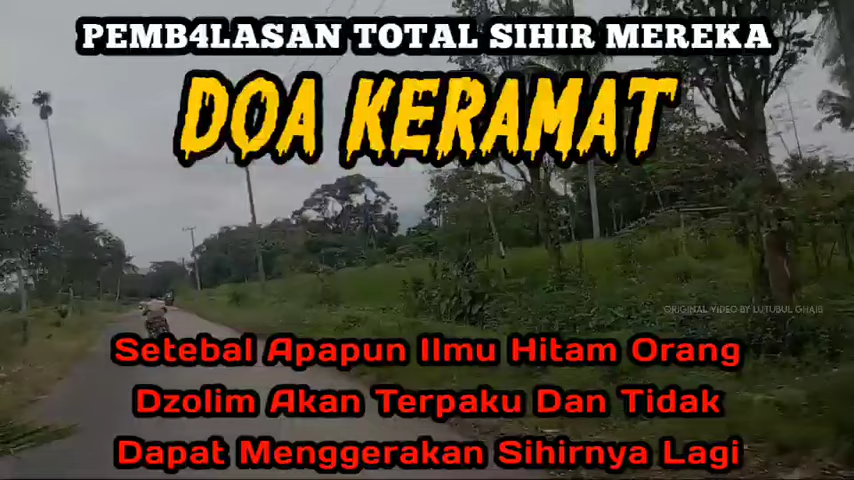 PEMB4LASAN TOTAL SIHIR MEREKA
DOA KERAMAT
ORIGINAL VIDEO BY LUTUBUL GHAIB
Setebal Apapun Ilmu Hitam Orang
Dzolim Akan Terpaku Dan Tidak
Dapat Menggerakan Sihirnya Lagi